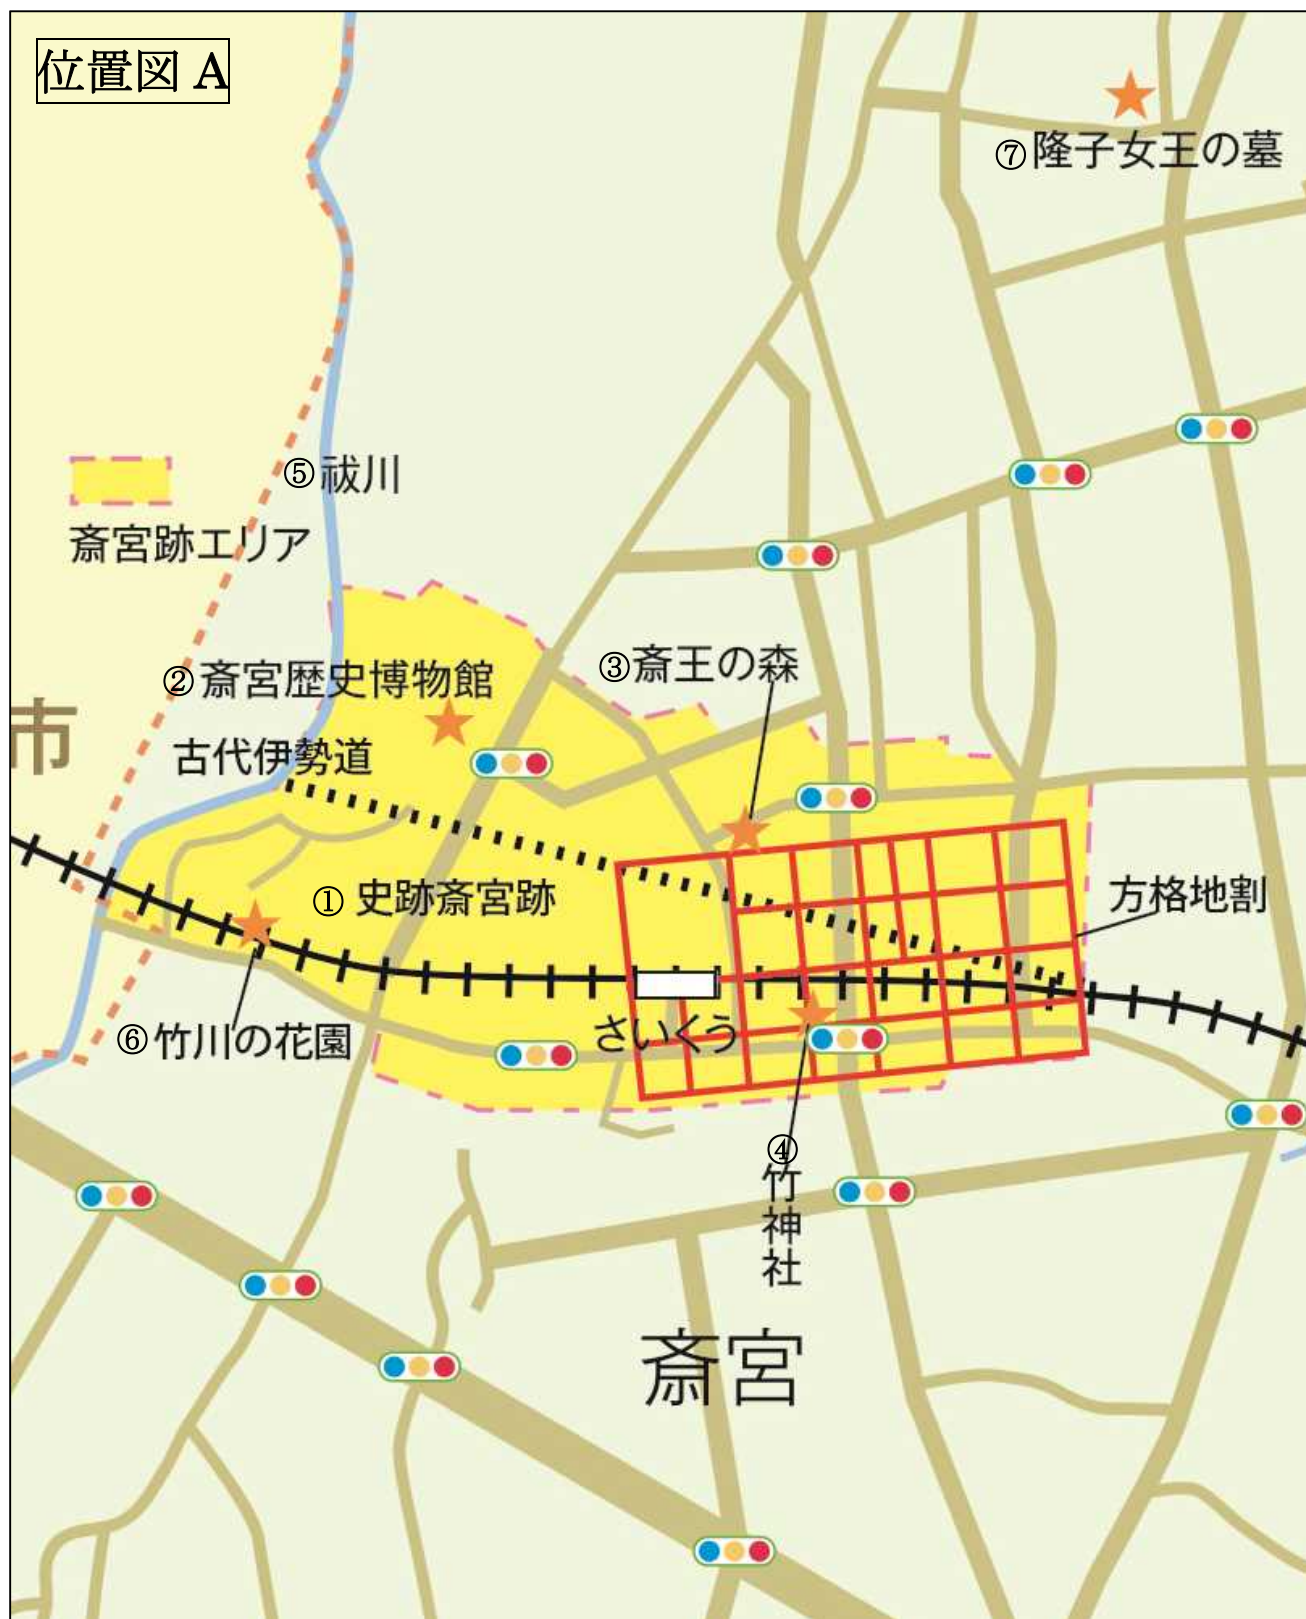 位置図 A
⑦隆子女王の墓
⑤祓川
斎宮跡エリア
②斎宮歴史博物館
③斎王の森
市
古代伊勢道
① 史跡斎宮跡
方格地割
⑥竹川の花園
さいくう
④
竹神社
斎宮